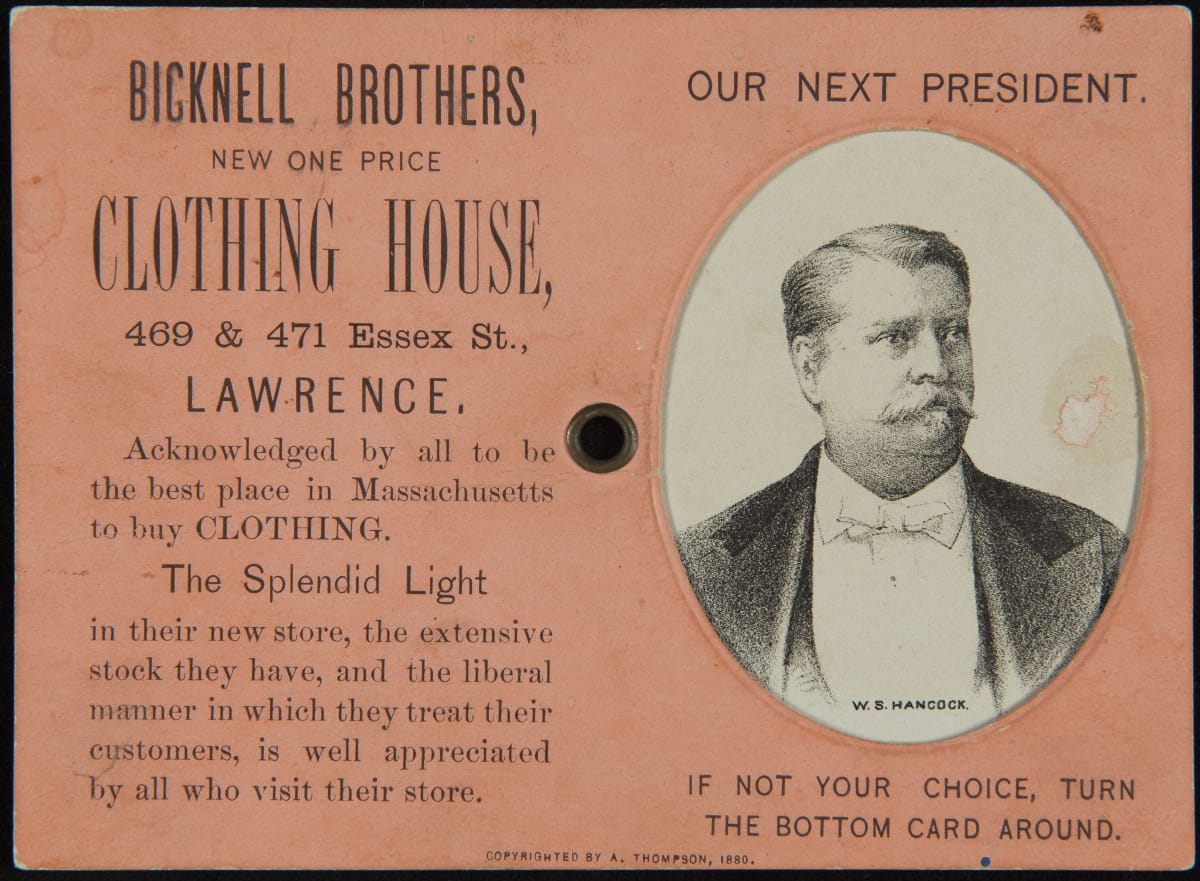 BICKNELL BROTHERS,
NEW ONE PRICE
CLOTHING HOUSE,
469 & 471 Essex St.,
LAWRENCE.
Acknowledged by all to be
the best place in Massachusetts
to buy CLOTHING.
The Splendid Light
in their new store, the extensive
stock they have, and the liberal
manner in which they treat their
customers, is well appreciated
by all who visit their store.
OUR NEXT PRESIDENT.
W. S. HANCOCK.
IF NOT YOUR CHOICE, TURN
THE BOTTOM CARD AROUND.
COPYRIGHTED BY A. THOMPSON, 1880.